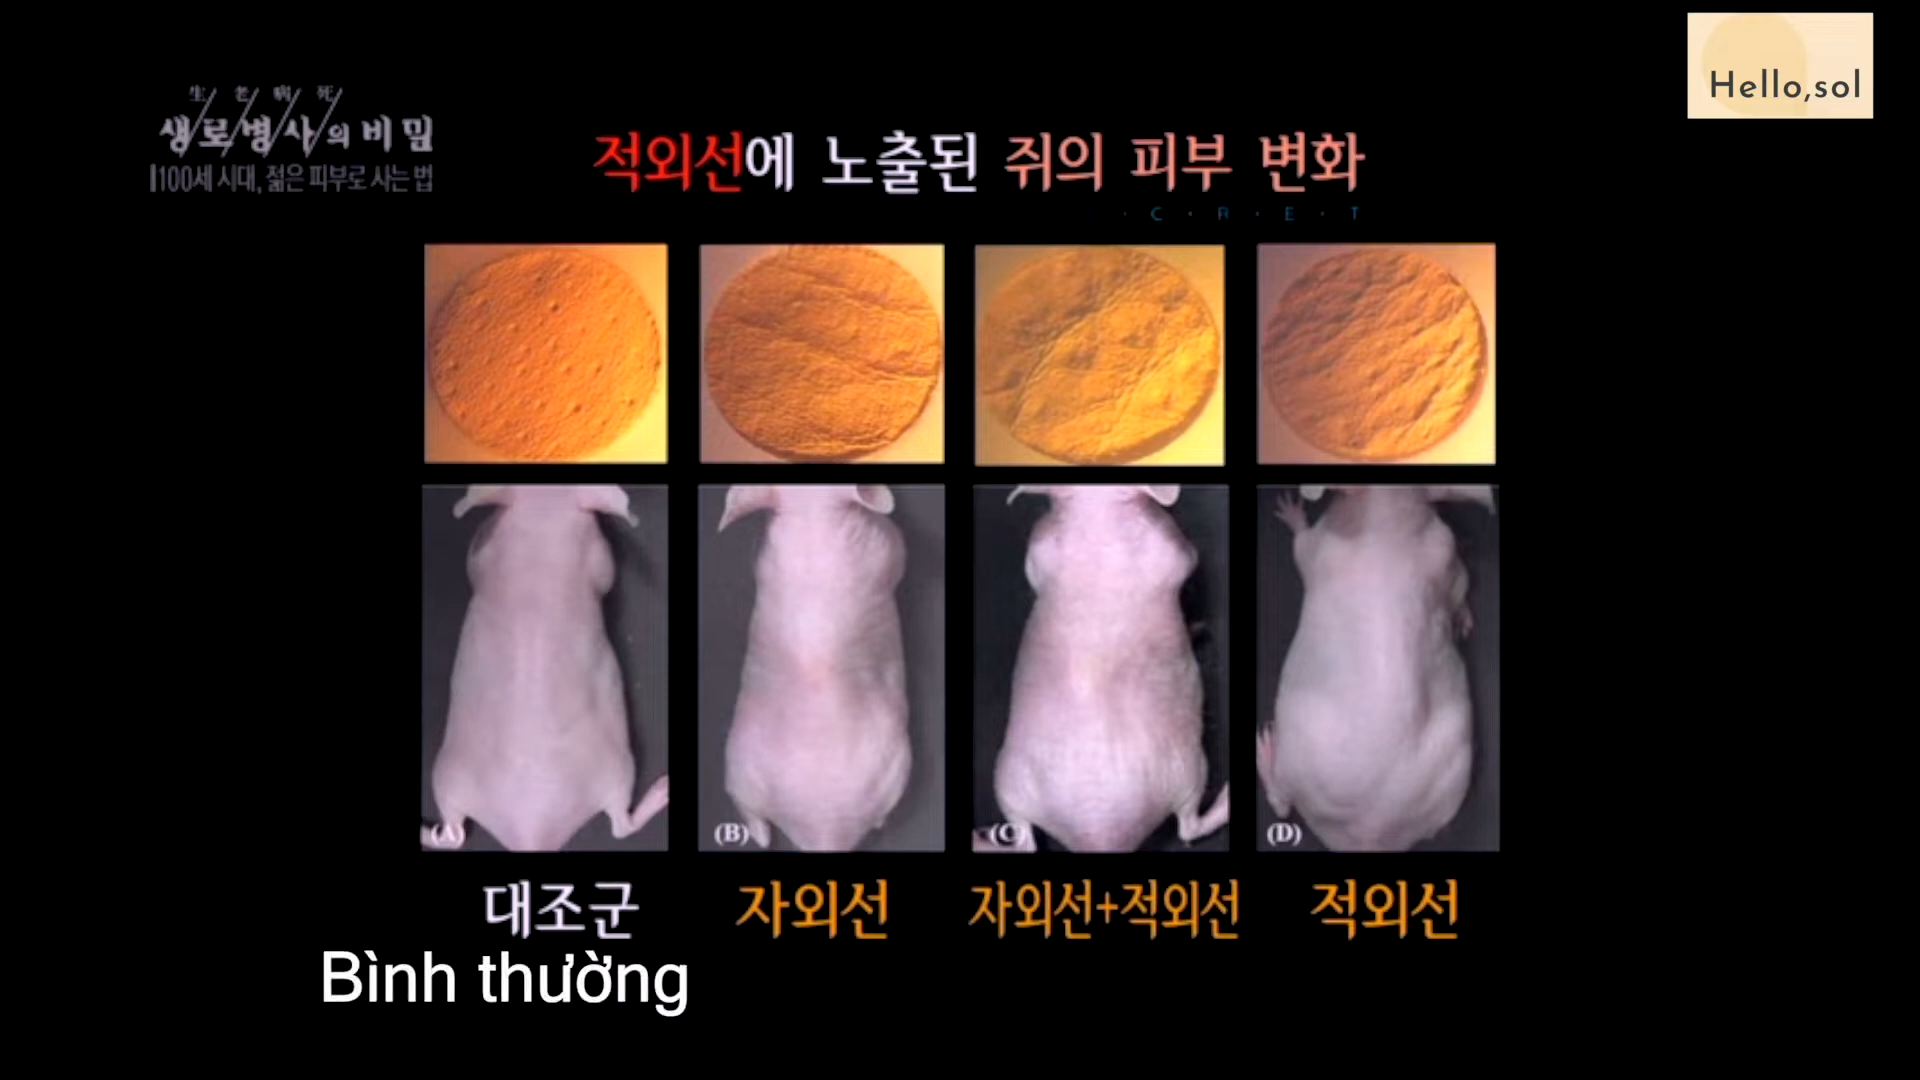 Hello,sol
生 老 病 死
생로병사의 비밀
100세 시대, 젊은 피부로 사는 법
적외선에 노출된 쥐의 피부 변화
C · R · E · T
(A) (B) (C) (D)
대조군 자외선 자외선+적외선 적외선
Bình thường